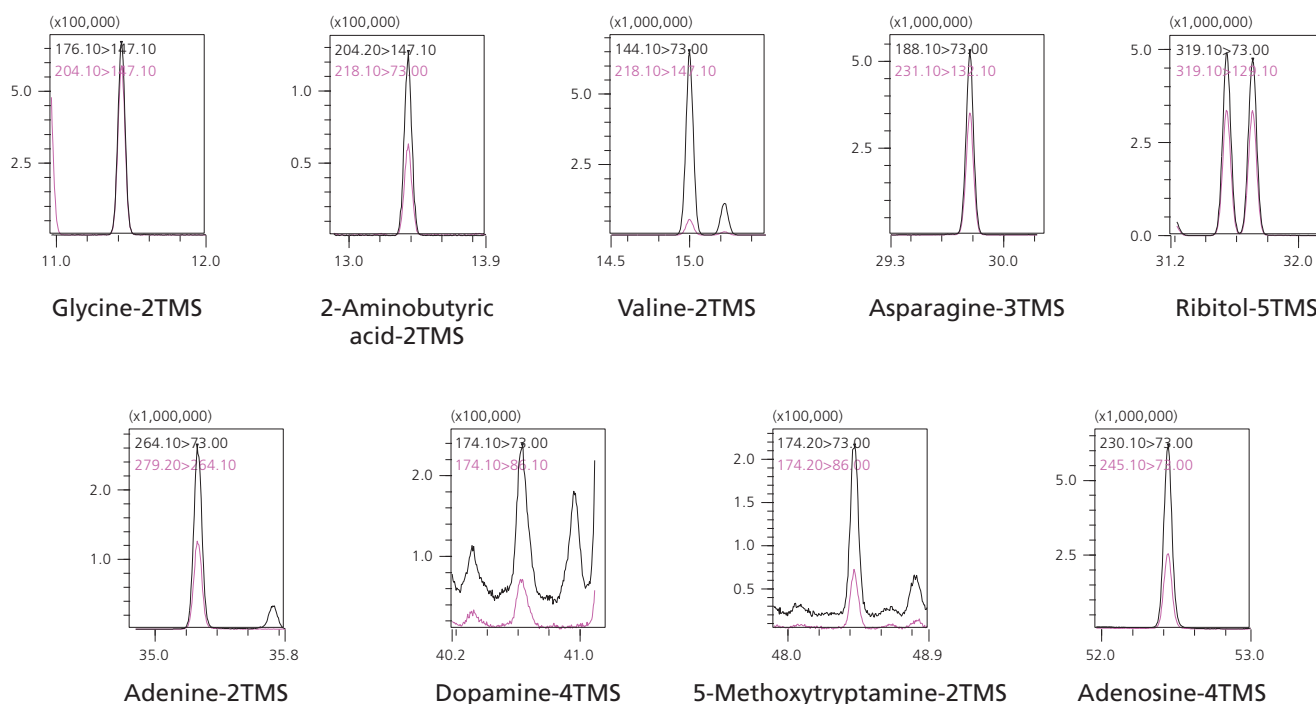 (x100,000)
176.10>147.10
204.10>147.10
5.0
2.5
11.0 12.0
Glycine-2TMS
(x100,000)
204.20>147.10
218.10>73.00
1.0
0.5
13.0 13.9
2-Aminobutyric
acid-2TMS
(x1,000,000)
144.10>73.00
218.10>147.10
5.0
2.5
14.5 15.0
Valine-2TMS
(x1,000,000)
188.10>73.00
231.10>132.10
5.0
2.5
29.3 30.0
Asparagine-3TMS
(x1,000,000)
319.10>73.00
319.10>129.10
5.0
2.5
0.0
31.2 32.0
Ribitol-5TMS
(x1,000,000)
264.10>73.00
279.20>264.10
2.0
1.0
35.0 35.8
Adenine-2TMS
(x100,000)
174.10>73.00
174.10>86.10
2.0
1.0
40.2 41.0
Dopamine-4TMS
(x100,000)
174.20>73.00
174.20>86.00
2.0
1.5
1.0
0.5
48.0 48.9
5-Methoxytryptamine-2TMS
(x1,000,000)
230.10>73.00
245.10>73.00
5.0
2.5
52.0 53.0
Adenosine-4TMS